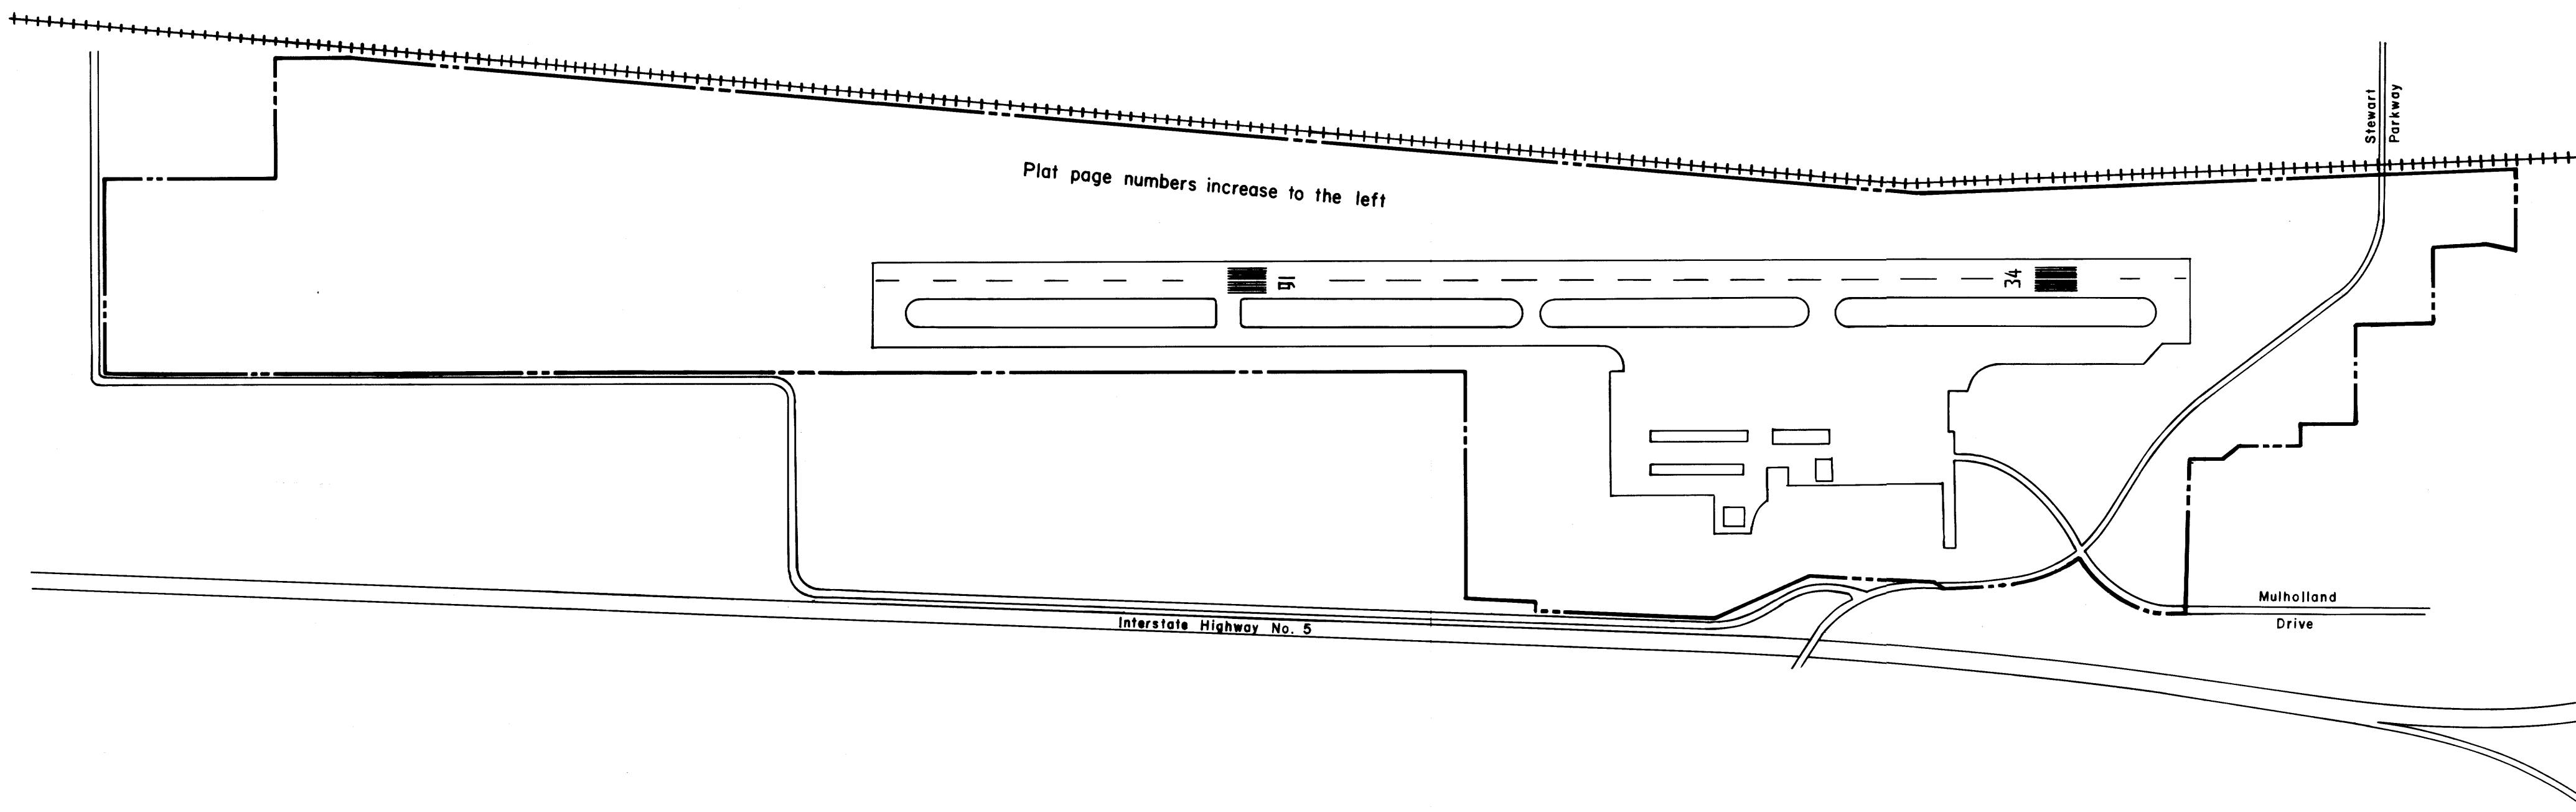 Stewart
Parkway
Plat page numbers increase to the left
16
34
Mulholland
Drive
Interstate Highway No. 5